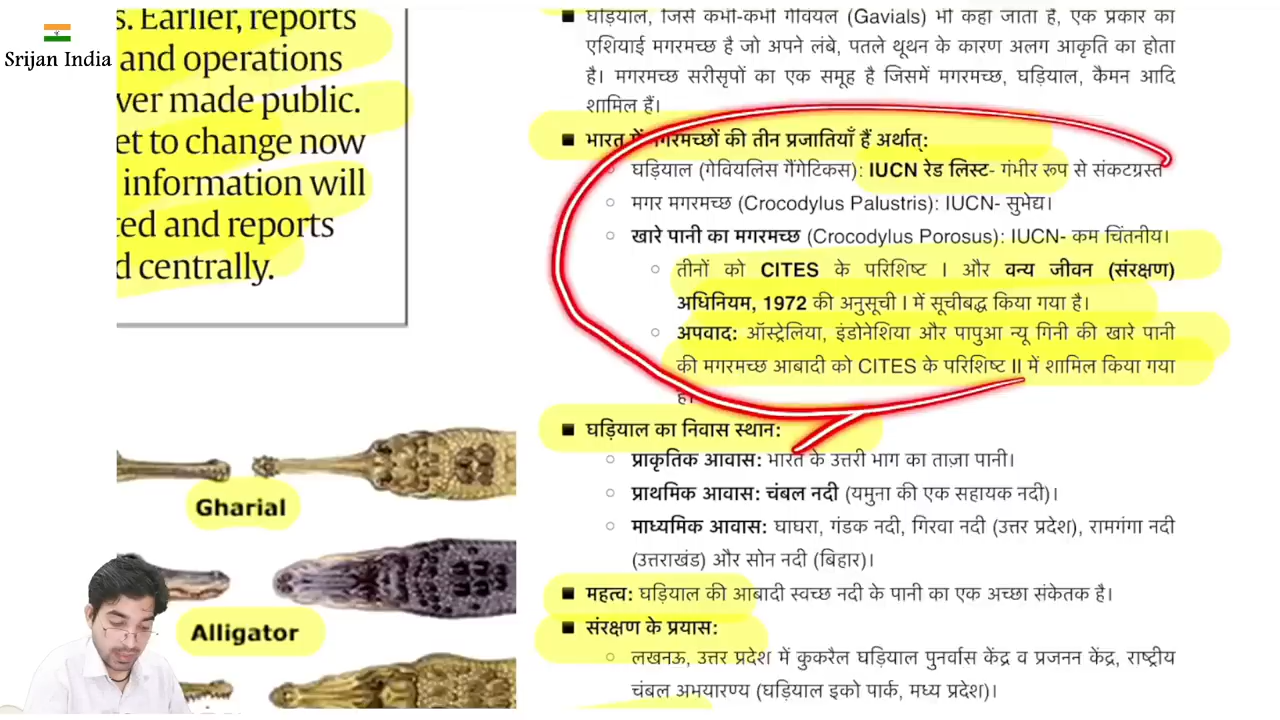 Srijan India
s. Earlier, reports
and operations
ver made public.
et to change now
information will
ted and reports
d centrally.
Gharial
Alligator
घड़ियाल, जिसे कभी-कभी गेवियल (Gavials) भी कहा जाता है, एक प्रकार का
एशियाई मगरमच्छ है जो अपने लंबे, पतले थूथन के कारण अलग आकृति का होता
है। मगरमच्छ सरीसृपों का एक समूह है जिसमें मगरमच्छ, घड़ियाल, कैमन आदि
शामिल हैं।
भारत में मगरमच्छों की तीन प्रजातियाँ हैं अर्थात्:
घड़ियाल (गेवियलिस गैंगेटिकस): IUCN रेड लिस्ट- गंभीर रूप से संकटग्रस्त
मगर मगरमच्छ (Crocodylus Palustris): IUCN- सुभेद्य।
खारे पानी का मगरमच्छ (Crocodylus Porosus): IUCN- कम चिंतनीय।
तीनों को CITES के परिशिष्ट I और वन्य जीवन (संरक्षण)
अधिनियम, 1972 की अनुसूची I में सूचीबद्ध किया गया है।
अपवाद: ऑस्ट्रेलिया, इंडोनेशिया और पापुआ न्यू गिनी की खारे पानी
की मगरमच्छ आबादी को CITES के परिशिष्ट II में शामिल किया गया
है।
घड़ियाल का निवास स्थान:
प्राकृतिक आवास: भारत के उत्तरी भाग का ताज़ा पानी।
प्राथमिक आवास: चंबल नदी (यमुना की एक सहायक नदी)।
माध्यमिक आवास: घाघरा, गंडक नदी, गिरवा नदी (उत्तर प्रदेश), रामगंगा नदी
(उत्तराखंड) और सोन नदी (बिहार)।
महत्व: घड़ियाल की आबादी स्वच्छ नदी के पानी का एक अच्छा संकेतक है।
संरक्षण के प्रयास:
लखनऊ, उत्तर प्रदेश में कुकरैल घड़ियाल पुनर्वास केंद्र व प्रजनन केंद्र, राष्ट्रीय
चंबल अभयारण्य (घड़ियाल इको पार्क, मध्य प्रदेश)।